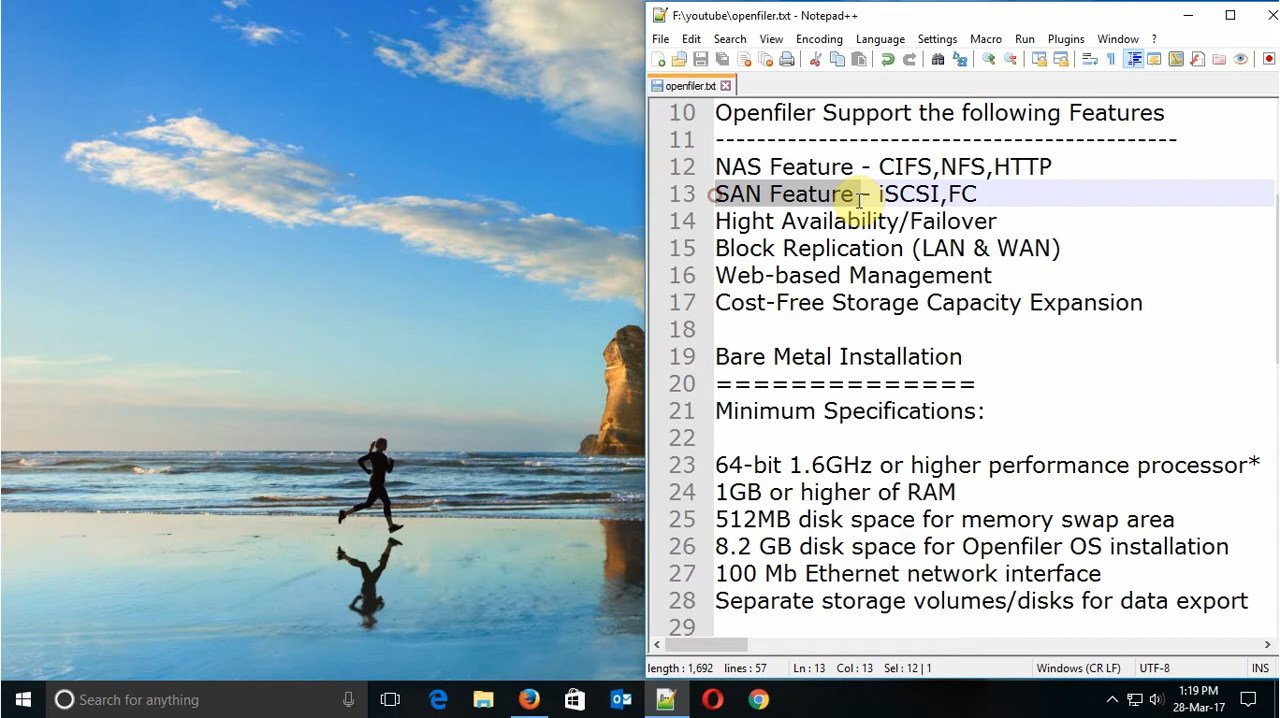 F:\youtube\openfiler.txt - Notepad++
File Edit Search View Encoding Language Settings Macro Run Plugins Window ?
openfiler.txt
10 Openfiler Support the following Features
11 --------------------------------------------
12 NAS Feature - CIFS,NFS,HTTP
13 SAN Feature - iSCSI,FC
14 Hight Availability/Failover
15 Block Replication (LAN & WAN)
16 Web-based Management
17 Cost-Free Storage Capacity Expansion
18
19 Bare Metal Installation
20 ==============
21 Minimum Specifications:
22
23 64-bit 1.6GHz or higher performance processor*
24 1GB or higher of RAM
25 512MB disk space for memory swap area
26 8.2 GB disk space for Openfiler OS installation
27 100 Mb Ethernet network interface
28 Separate storage volumes/disks for data export
29
length : 1,692 lines : 57 Ln : 13 Col : 13 Sel : 12 | 1 Windows (CR LF) UTF-8 INS
Search for anything
1:19 PM
28-Mar-17